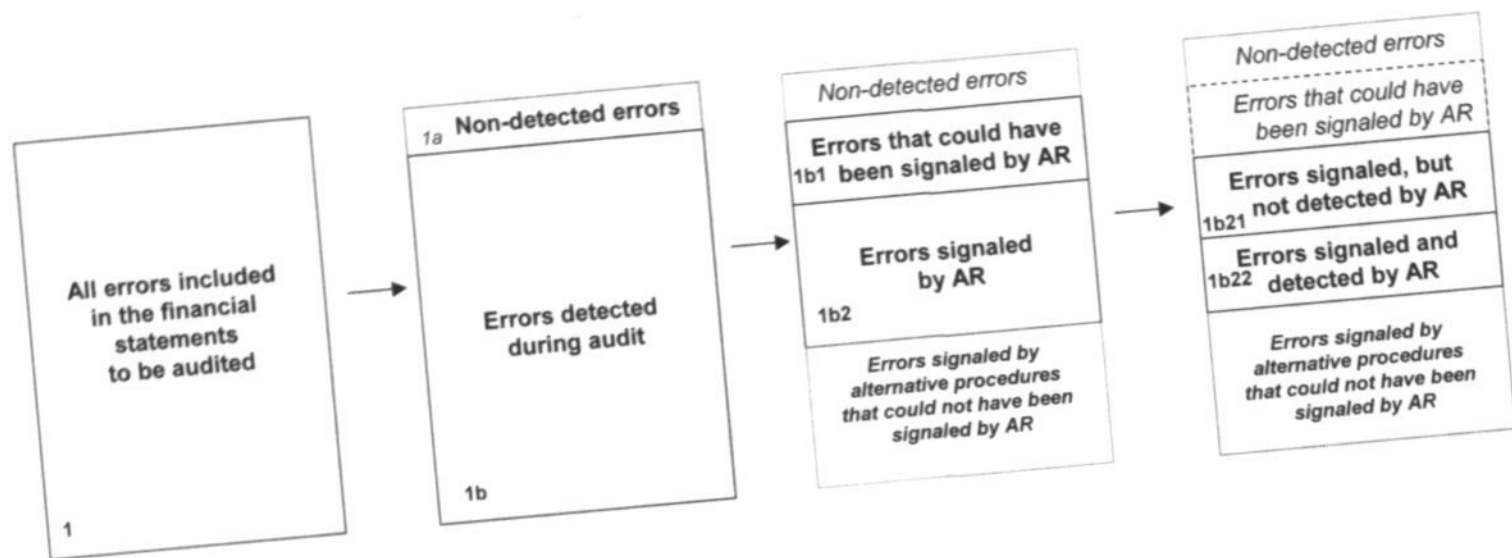 All errors included
in the financial
statements
to be audited
1
1a Non-detected errors
Errors detected
during audit
1b
Non-detected errors
Errors that could have
1b1 been signaled by AR
Errors signaled
by AR
1b2
Errors signaled by
alternative procedures
that could not have been
signaled by AR
Non-detected errors
Errors that could have
been signaled by AR
Errors signaled, but
not detected by AR
1b21
Errors signaled and
1b22 detected by AR
Errors signaled by
alternative procedures
that could not have been
signaled by AR